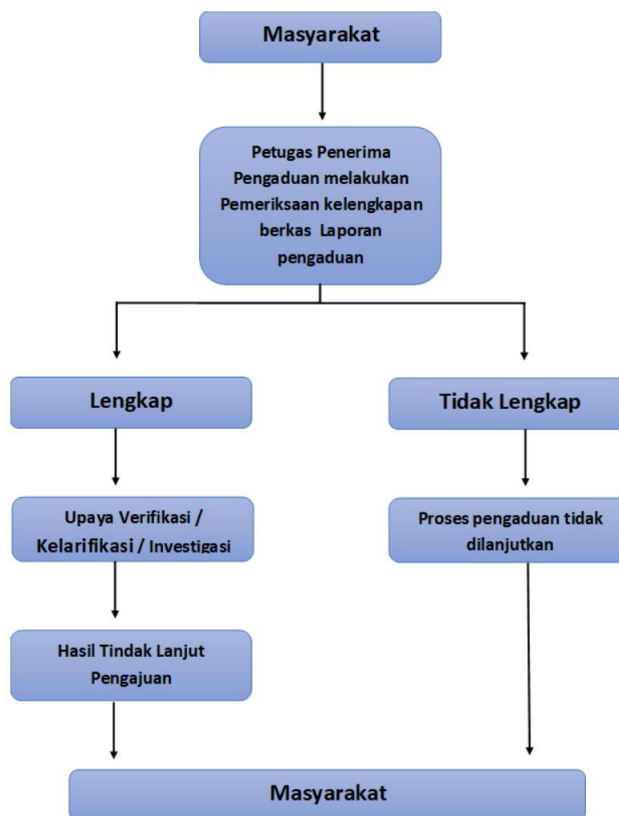 Masyarakat
Petugas Penerima
Pengaduan melakukan
Pemeriksaan kelengkapan
berkas Laporan
pengaduan
Lengkap
Tidak Lengkap
Upaya Verifikasi /
Kelarifikasi / Investigasi
Proses pengaduan tidak
dilanjutkan
Hasil Tindak Lanjut
Pengajuan
Masyarakat